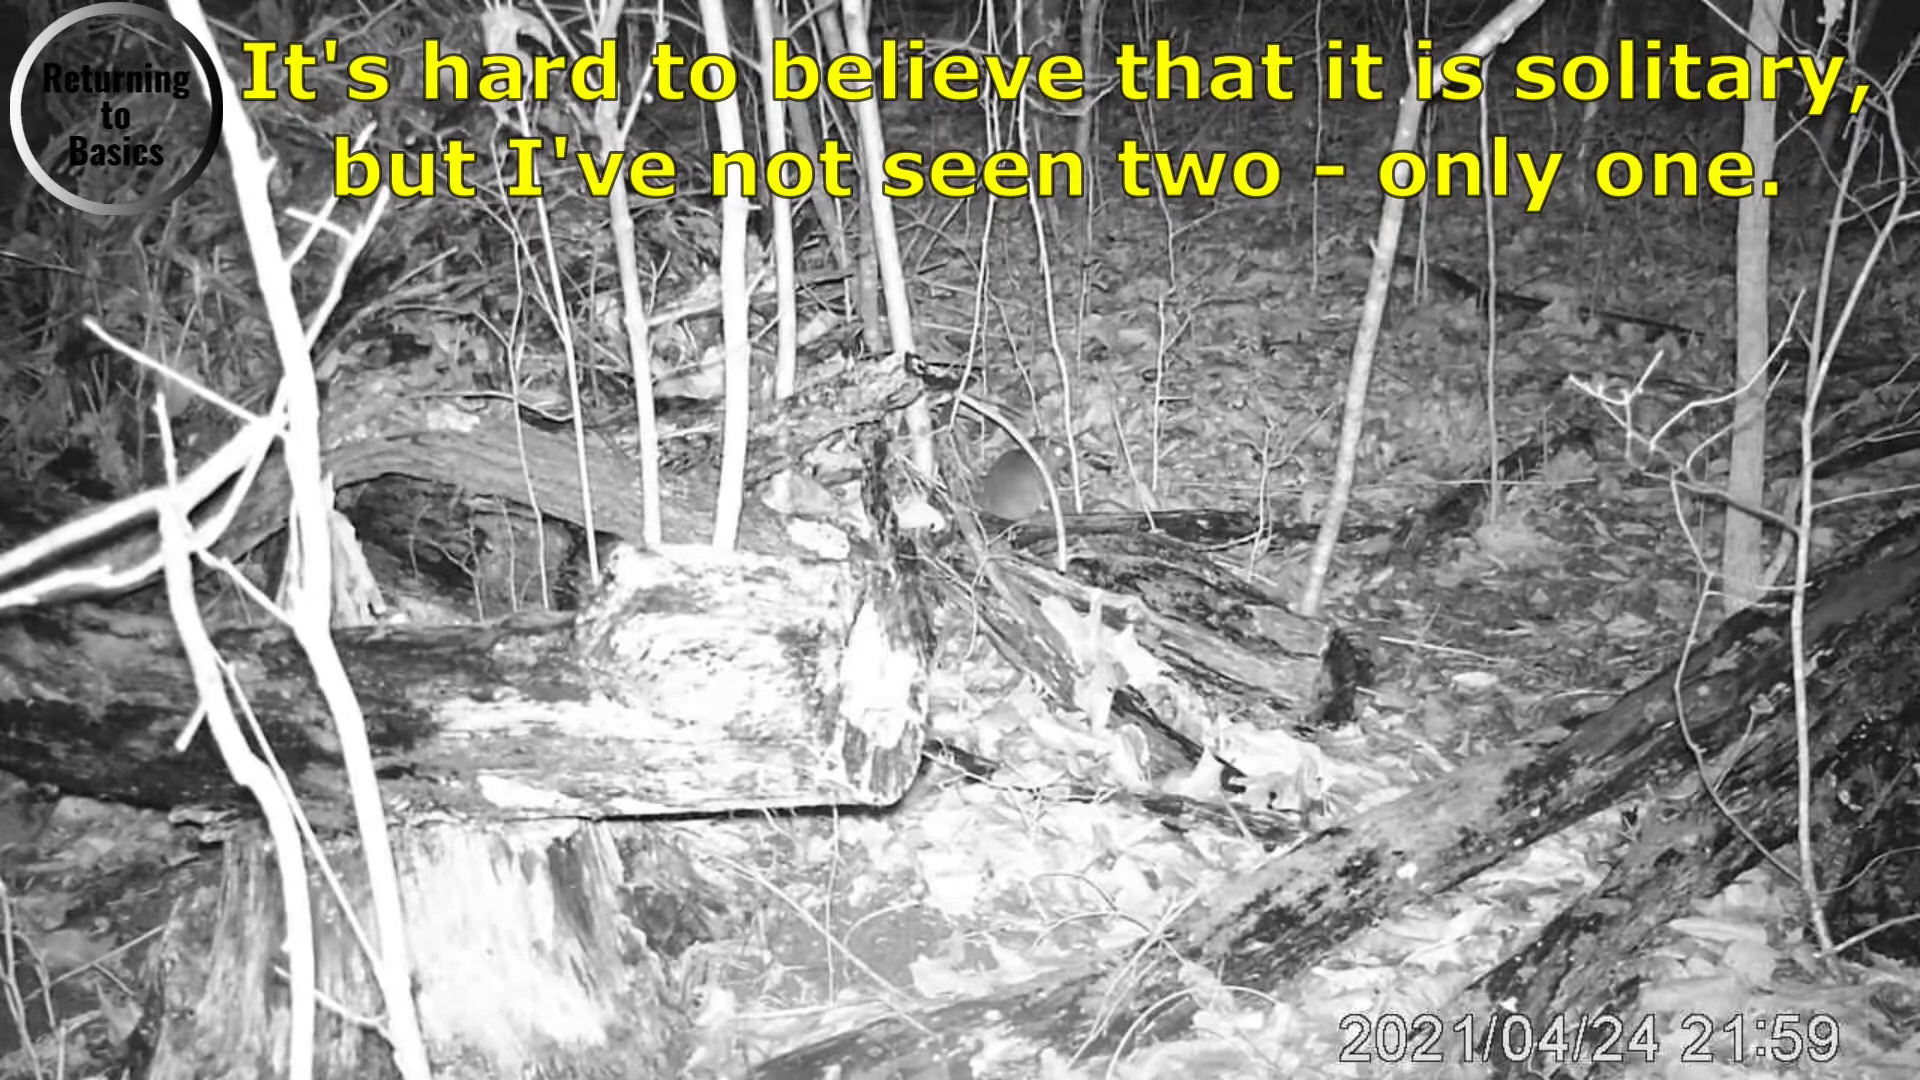 Returning
to
Basics
It's hard to believe that it is solitary,
but I've not seen two - only one.
2021/04/24 21:59